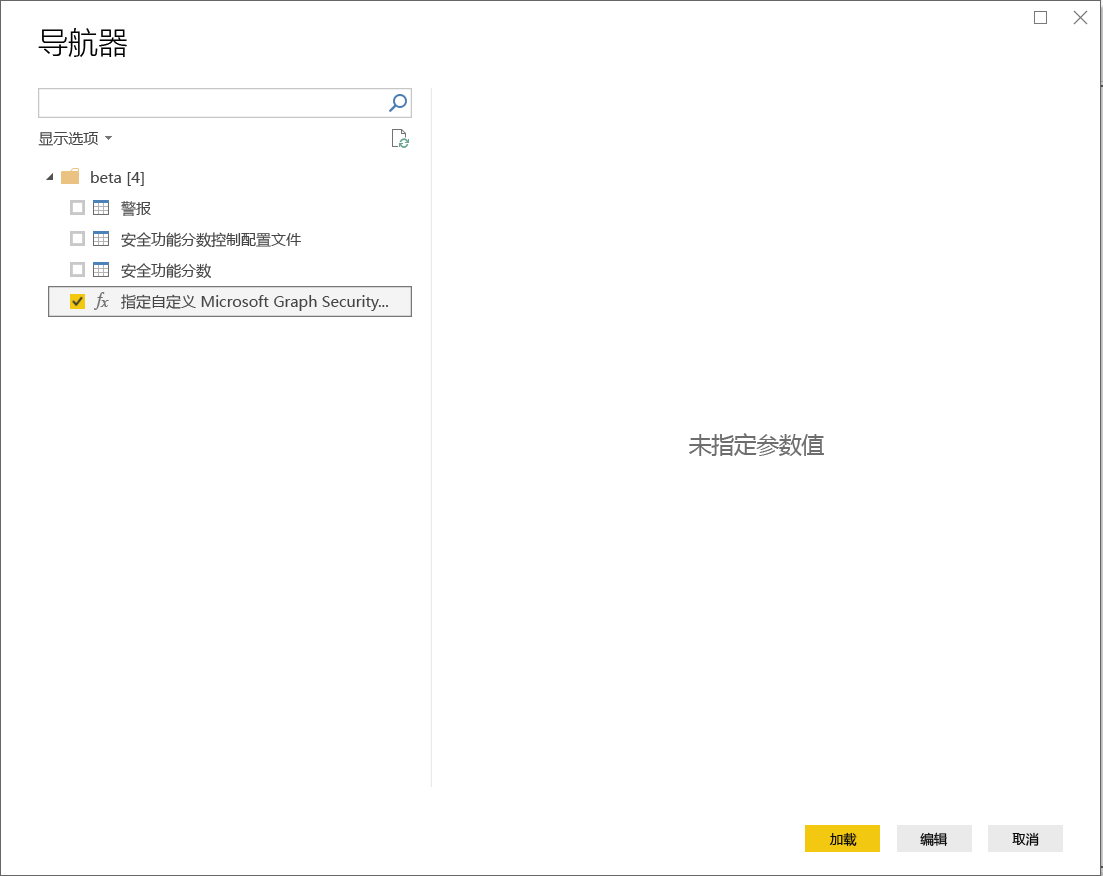 导航器
显示选项
beta [4]
警报
安全功能分数控制配置文件
安全功能分数
fx 指定自定义 Microsoft Graph Security...
未指定参数值
加载 编辑 取消